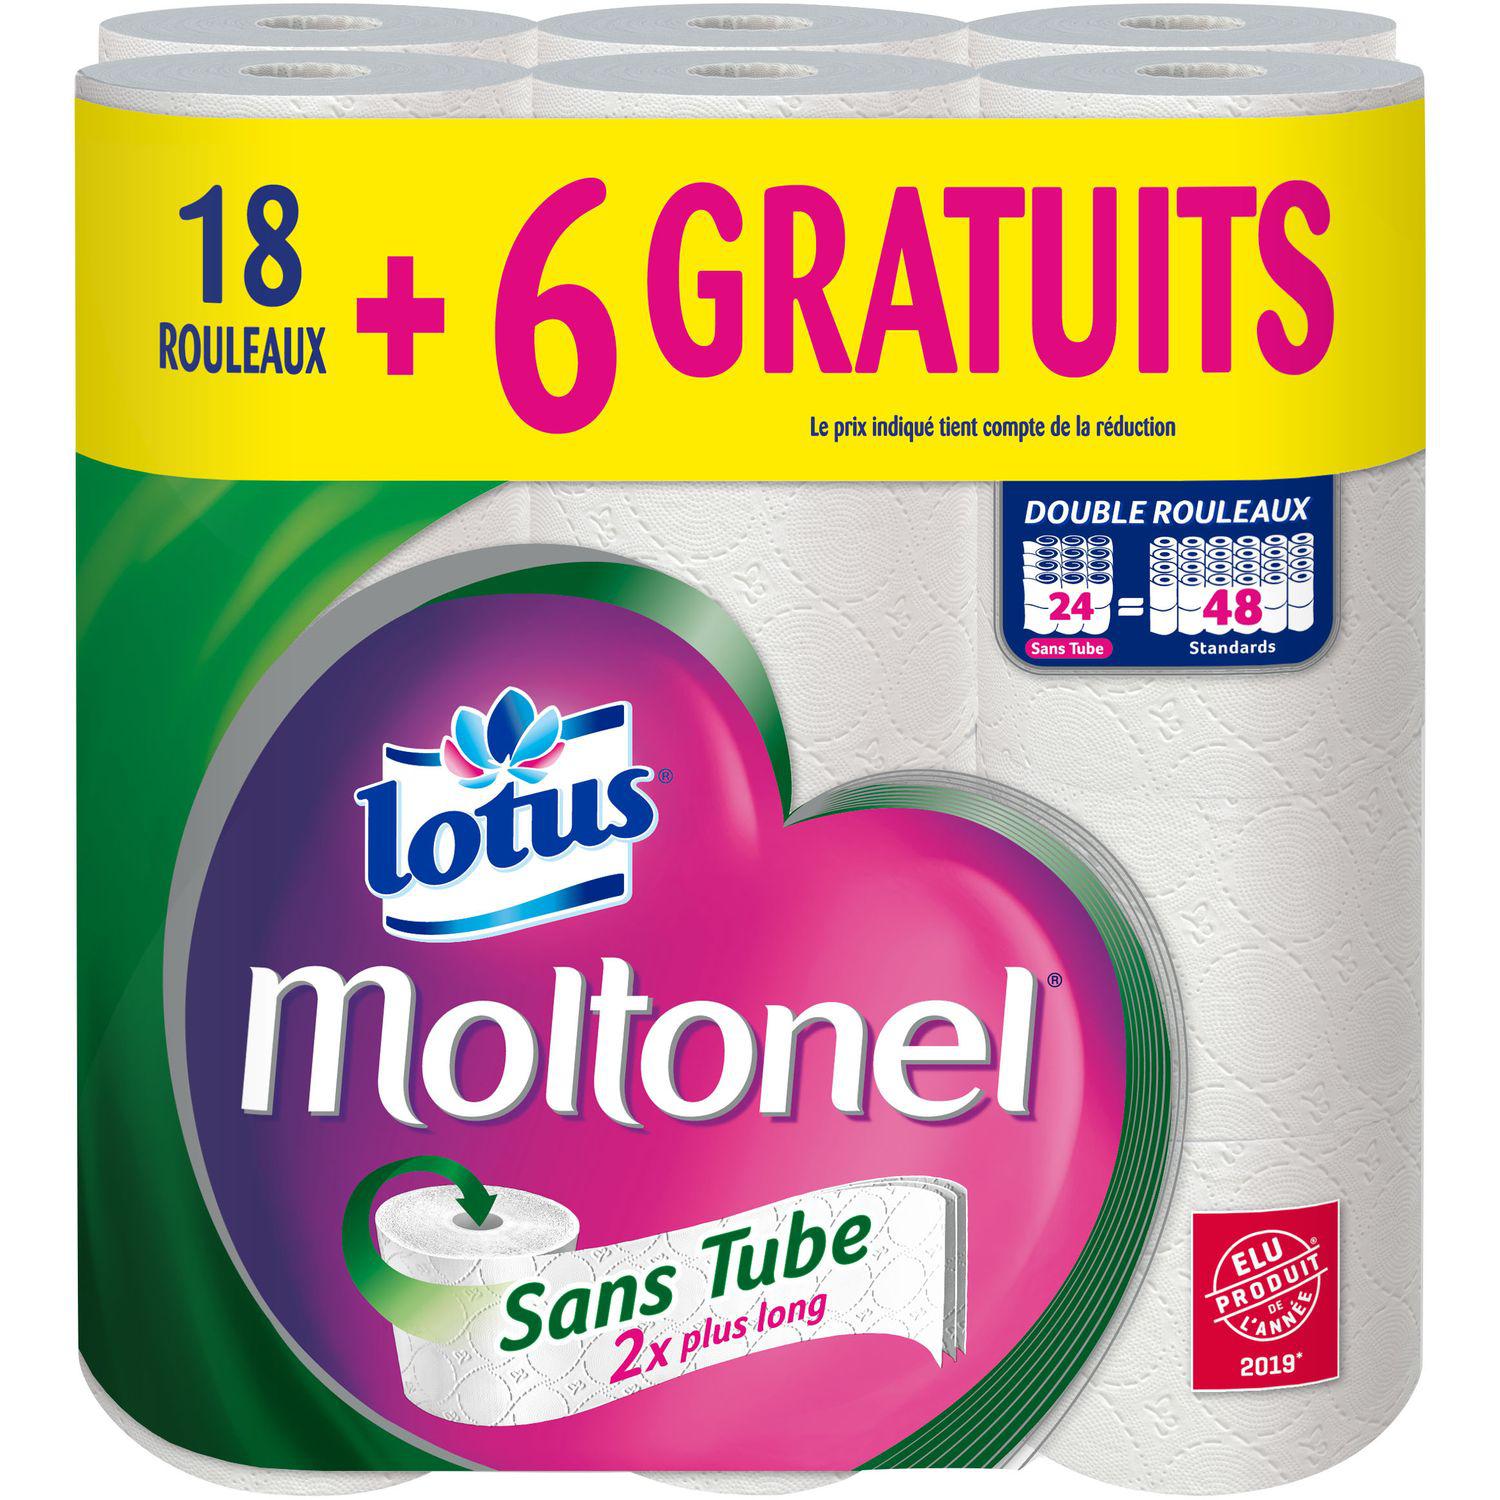 18
ROULEAUX
+ 6 GRATUITS
Le prix indiqué tient compte de la réduction
DOUBLE ROULEAUX
24 = 48
Sans Tube Standards
lotus®
moltonel®
Sans Tube
2x plus long
ELU
PRODUIT®
DE
L'ANNÉE
2019*